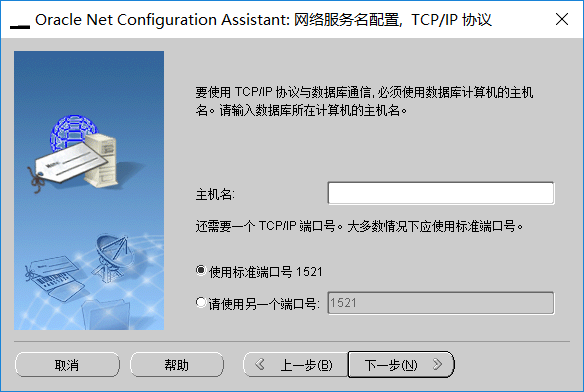 Oracle Net Configuration Assistant: 网络服务名配置, TCP/IP 协议
要使用 TCP/IP 协议与数据库通信, 必须使用数据库计算机的主机
名。请输入数据库所在计算机的主机名。
主机名:
还需要一个 TCP/IP 端口号。大多数情况下应使用标准端口号。
使用标准端口号 1521
请使用另一个端口号: 1521
取消 帮助 上一步(B) 下一步(N)